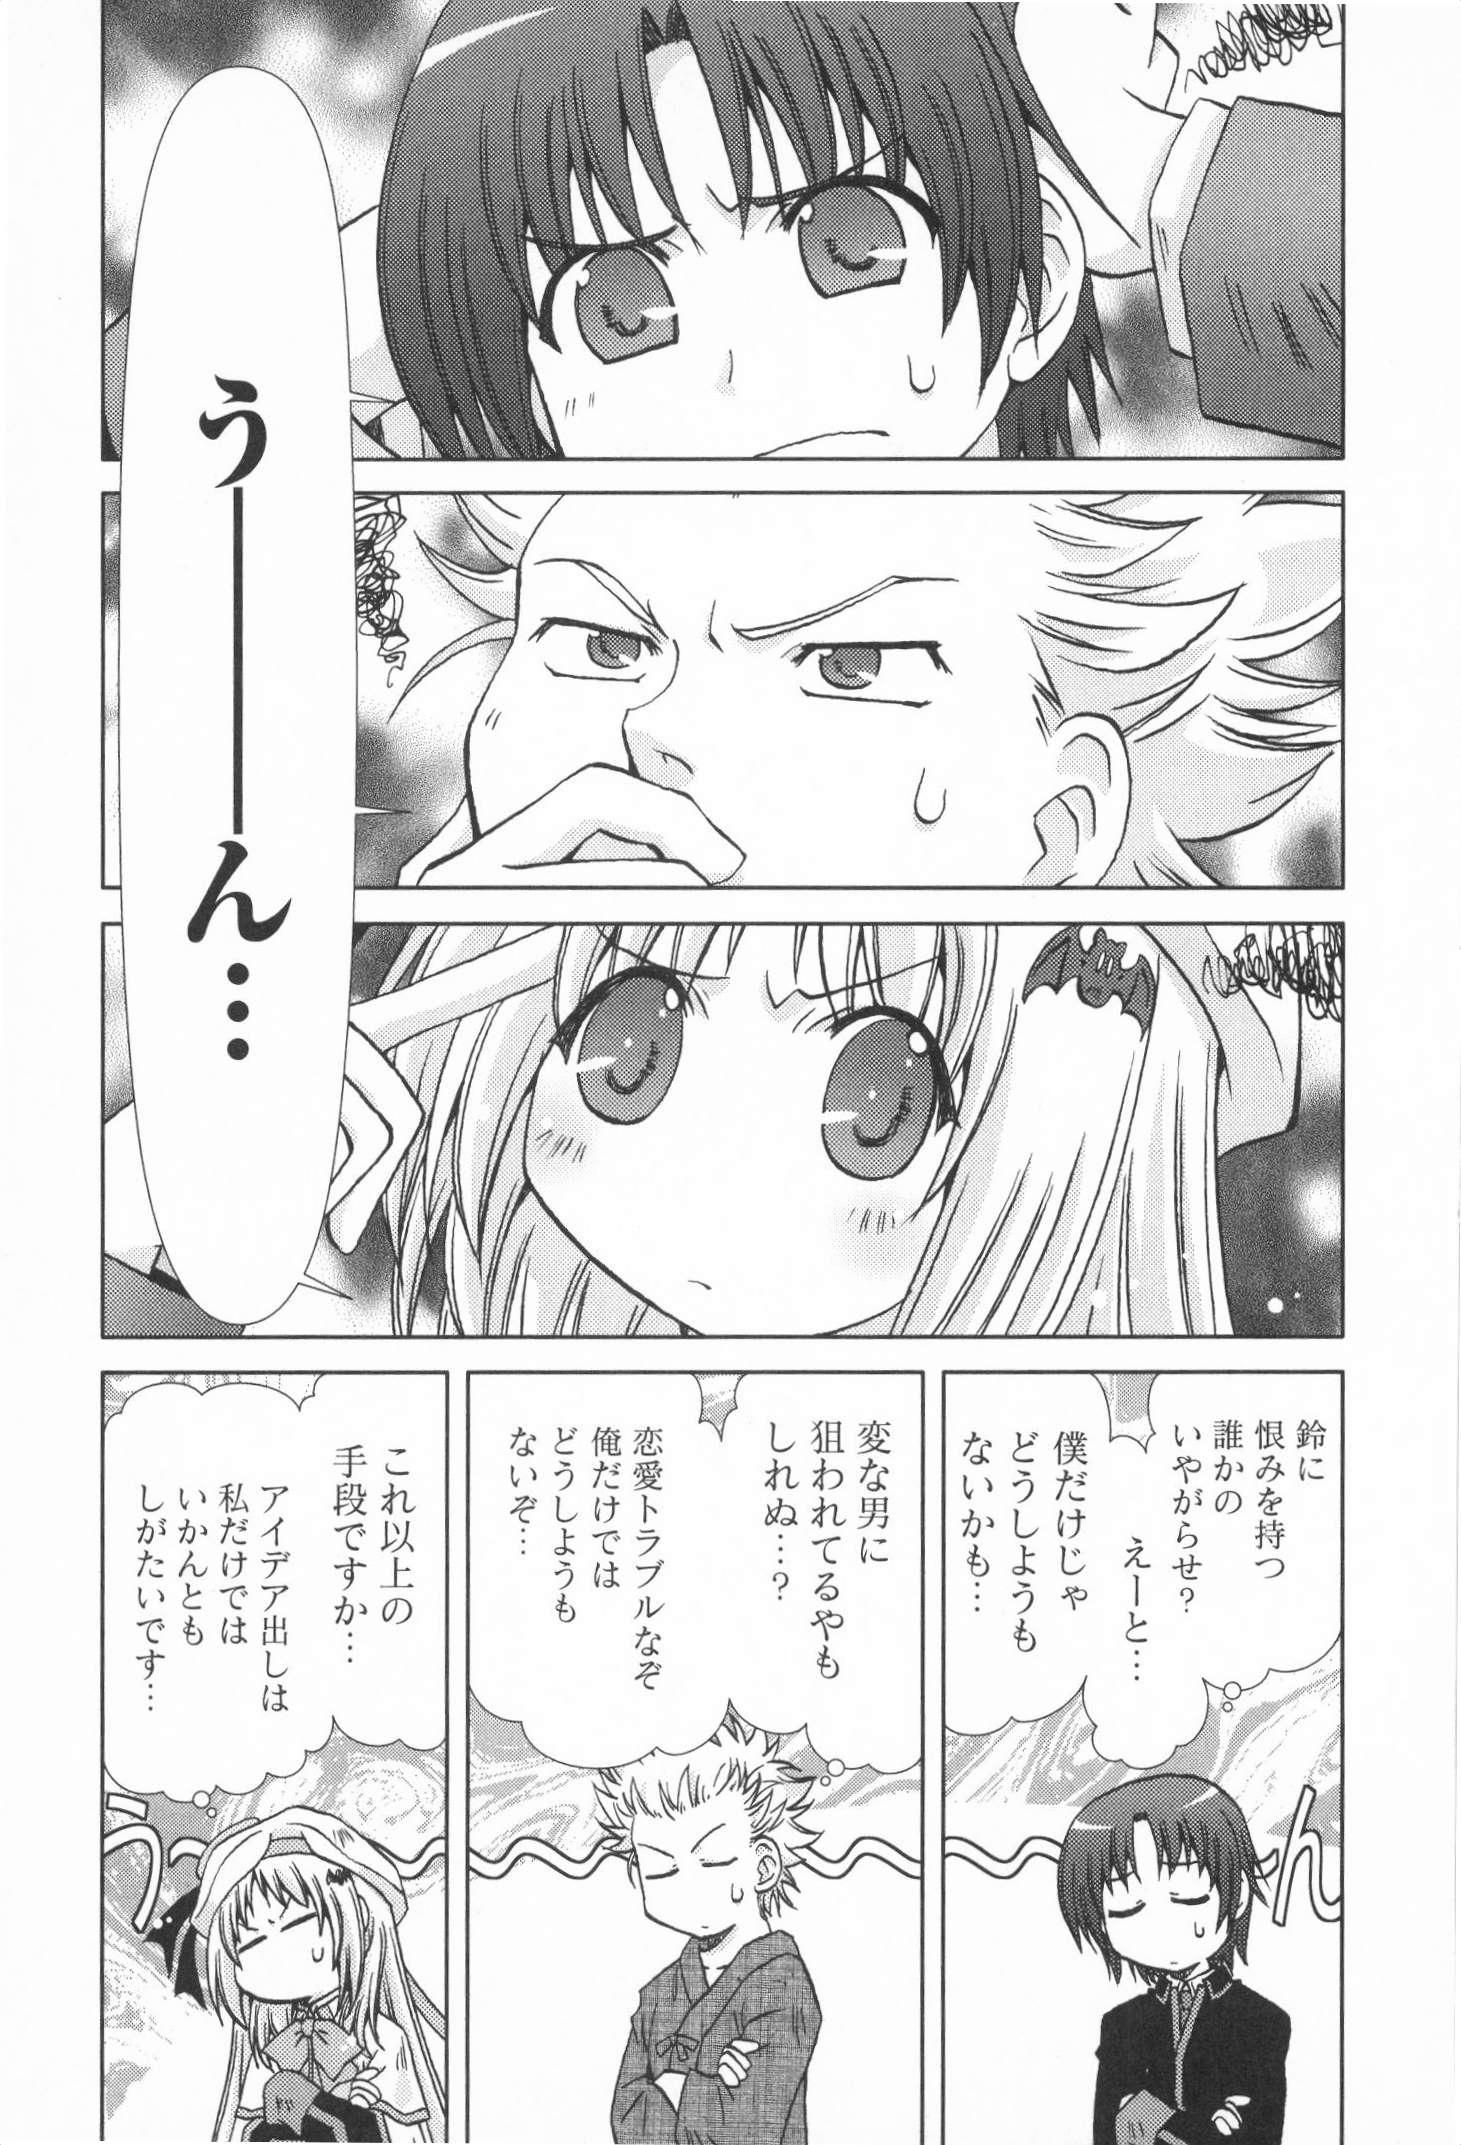 うーーん…
鈴に
恨みを持つ
誰かの
いやがらせ?
えーと…
僕だけじゃ
どうしようも
ないかも…
変な男に
狙われてるやも
しれぬ…?
恋愛トラブルなぞ
俺だけでは
どうしようも
ないぞ…
これ以上の
手段ですか…
アイデア出しは
私だけでは
いかんとも
しがたいです…
う〜〜ん